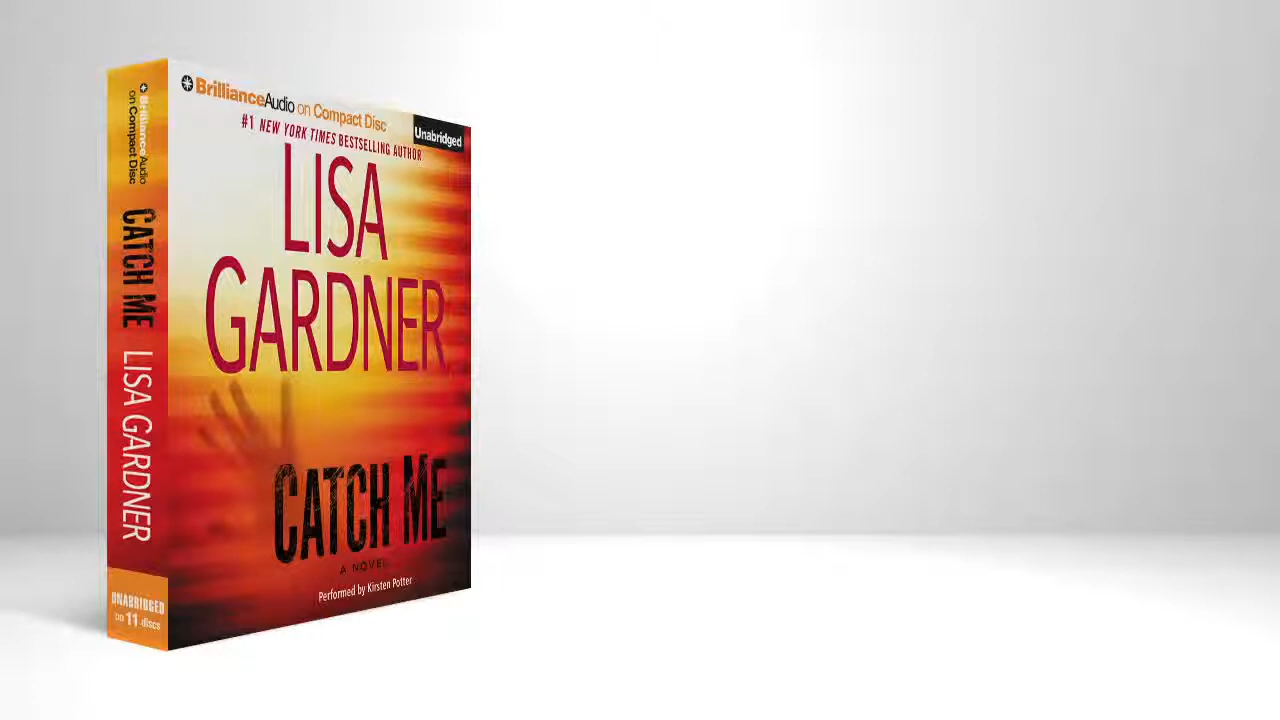 BrillianceAudio
on Compact Disc
CATCH ME
LISA GARDNER
UNABRIDGED
on 11 discs
BrillianceAudio on Compact Disc
Unabridged
#1 NEW YORK TIMES BESTSELLING AUTHOR
LISA
GARDNER
CATCH ME
A NOVEL
Performed by Kirsten Potter